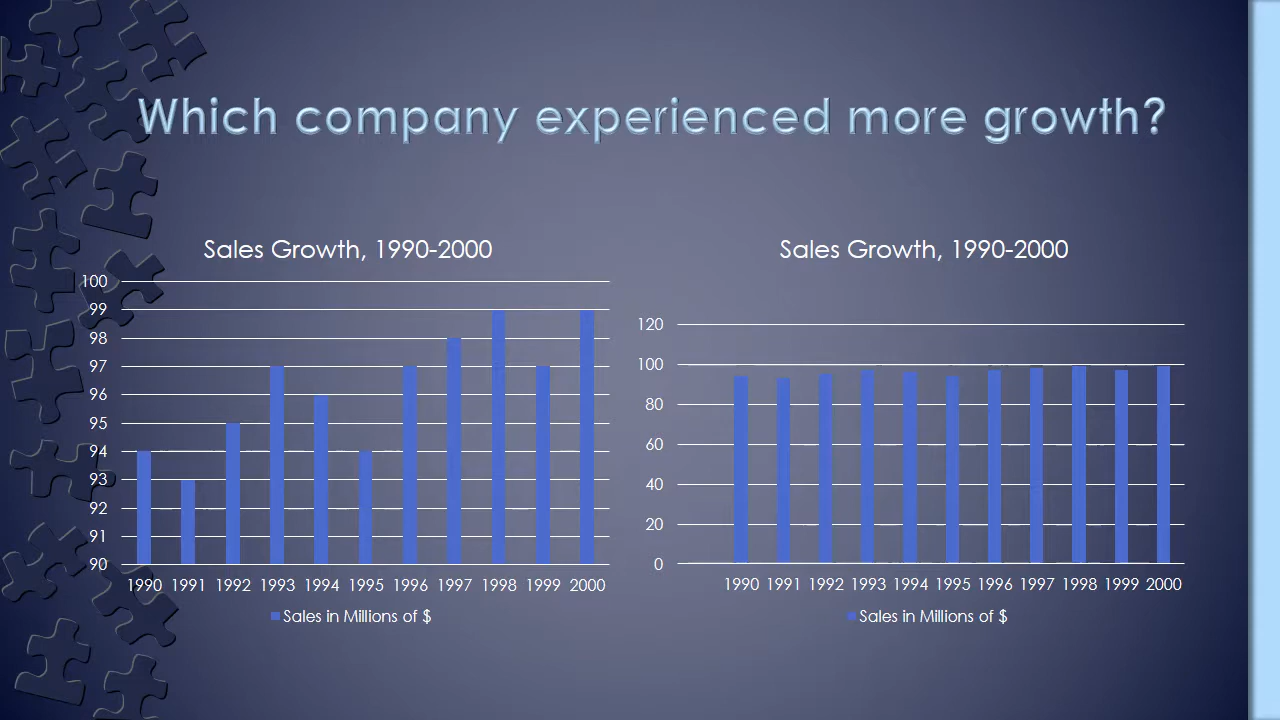 Which company experienced more growth?
Sales Growth, 1990-2000
100
99
98
97
96
95
94
93
92
91
90
1990 1991 1992 1993 1994 1995 1996 1997 1998 1999 2000
Sales in Millions of $
Sales Growth, 1990-2000
120
100
80
60
40
20
0
1990 1991 1992 1993 1994 1995 1996 1997 1998 1999 2000
Sales in Millions of $